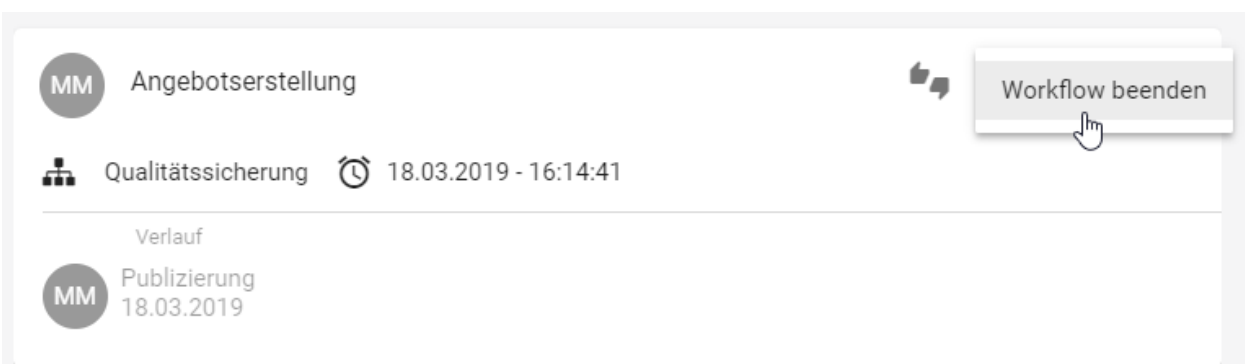 MM
Angebotserstellung
Workflow beenden
Qualitätssicherung
18.03.2019 - 16:14:41
Verlauf
MM
Publizierung
18.03.2019